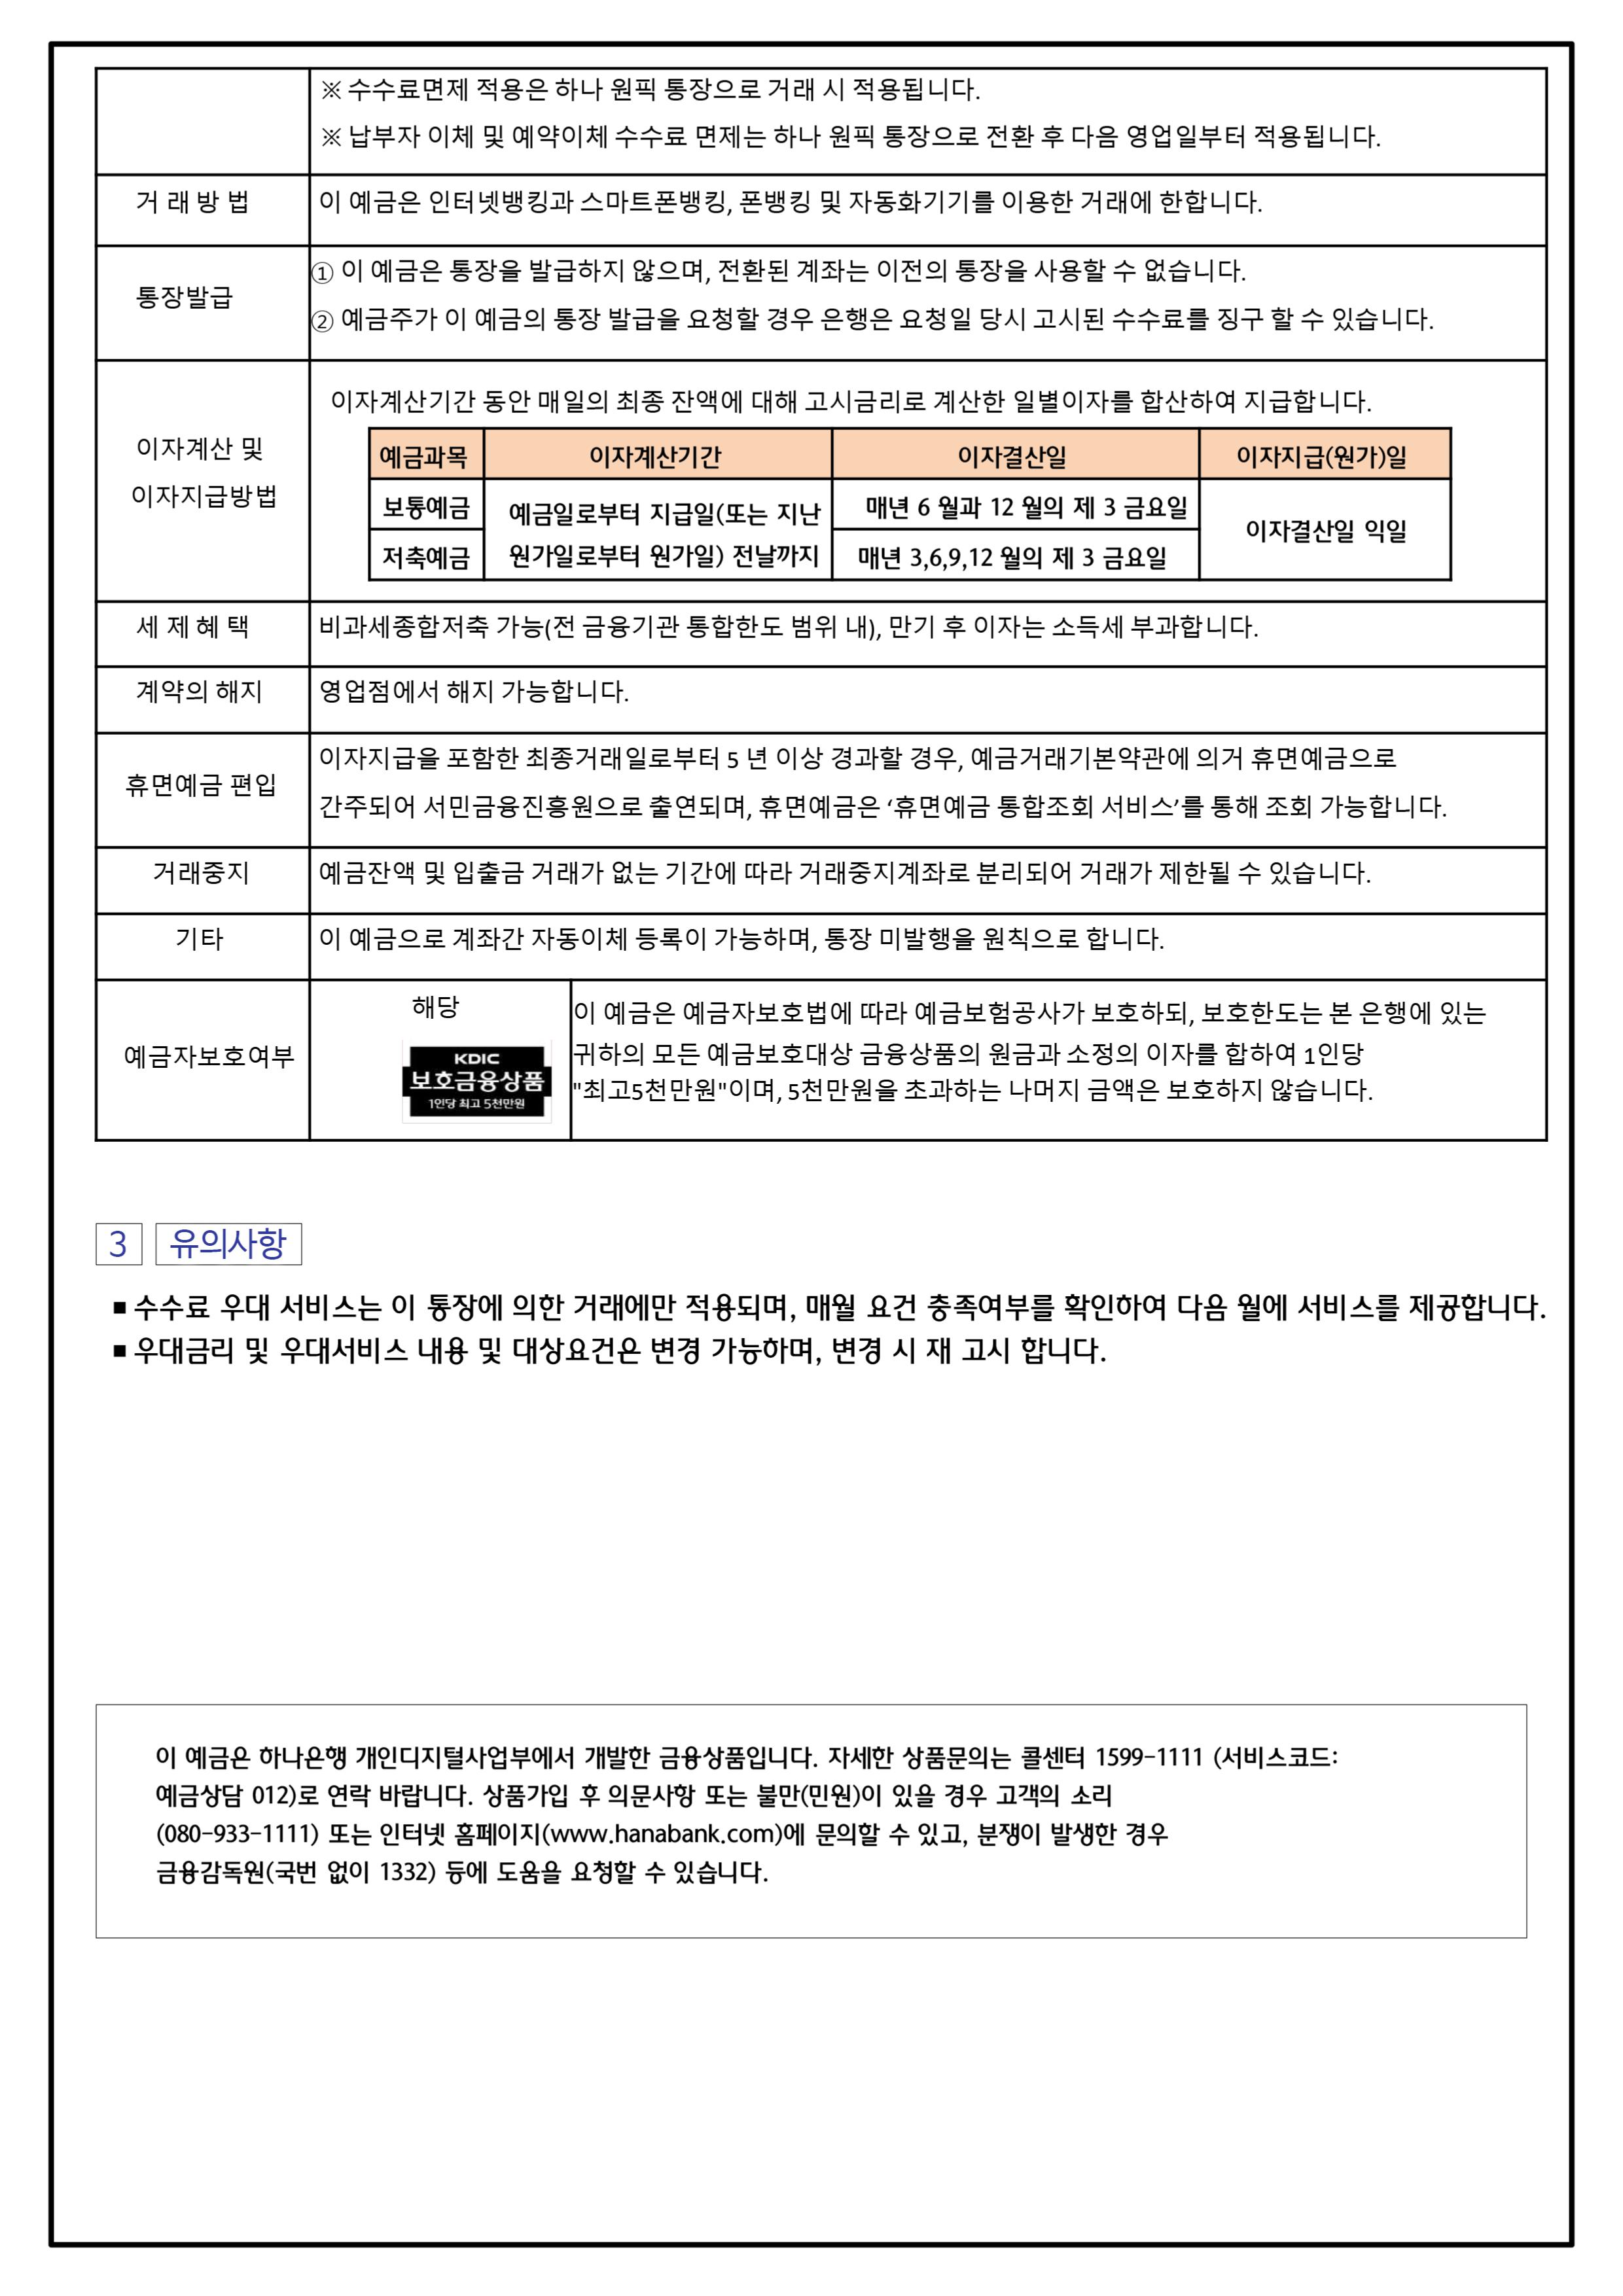 ※ 수수료면제 적용은 하나 원픽 통장으로 거래 시 적용됩니다.
※ 납부자 이체 및 예약이체 수수료 면제는 하나 원픽 통장으로 전환 후 다음 영업일부터 적용됩니다.
거 래 방 법
이 예금은 인터넷뱅킹과 스마트폰뱅킹, 폰뱅킹 및 자동화기기를 이용한 거래에 한합니다.
통장발급
① 이 예금은 통장을 발급하지 않으며, 전환된 계좌는 이전의 통장을 사용할 수 없습니다.
② 예금주가 이 예금의 통장 발급을 요청할 경우 은행은 요청일 당시 고시된 수수료를 징구 할 수 있습니다.
이자계산 및
이자지급방법
이자계산기간 동안 매일의 최종 잔액에 대해 고시금리로 계산한 일별이자를 합산하여 지급합니다.
예금과목 이자계산기간 이자결산일 이자지급(원가)일
보통예금
저축예금
예금일로부터 지급일(또는 지난
원가일로부터 원가일) 전날까지
매년 6 월과 12 월의 제 3 금요일
매년 3,6,9,12 월의 제 3 금요일
이자결산일 익일
세 제 혜 택
비과세종합저축 가능(전 금융기관 통합한도 범위 내), 만기 후 이자는 소득세 부과합니다.
계약의 해지
영업점에서 해지 가능합니다.
휴면예금 편입
이자지급을 포함한 최종거래일로부터 5 년 이상 경과할 경우, 예금거래기본약관에 의거 휴면예금으로
간주되어 서민금융진흥원으로 출연되며, 휴면예금은 ‘휴면예금 통합조회 서비스’를 통해 조회 가능합니다.
거래중지
예금잔액 및 입출금 거래가 없는 기간에 따라 거래중지계좌로 분리되어 거래가 제한될 수 있습니다.
기타
이 예금으로 계좌간 자동이체 등록이 가능하며, 통장 미발행을 원칙으로 합니다.
예금자보호여부
해당
KDIC
보호금융상품
1인당 최고 5천만원
이 예금은 예금자보호법에 따라 예금보험공사가 보호하되, 보호한도는 본 은행에 있는
귀하의 모든 예금보호대상 금융상품의 원금과 소정의 이자를 합하여 1인당
"최고5천만원"이며, 5천만원을 초과하는 나머지 금액은 보호하지 않습니다.
3 유의사항
■ 수수료 우대 서비스는 이 통장에 의한 거래에만 적용되며, 매월 요건 충족여부를 확인하여 다음 월에 서비스를 제공합니다.
■ 우대금리 및 우대서비스 내용 및 대상요건은 변경 가능하며, 변경 시 재 고시 합니다.
이 예금은 하나은행 개인디지털사업부에서 개발한 금융상품입니다. 자세한 상품문의는 콜센터 1599-1111 (서비스코드:
예금상담 012)로 연락 바랍니다. 상품가입 후 의문사항 또는 불만(민원)이 있을 경우 고객의 소리
(080-933-1111) 또는 인터넷 홈페이지(www.hanabank.com)에 문의할 수 있고, 분쟁이 발생한 경우
금융감독원(국번 없이 1332) 등에 도움을 요청할 수 있습니다.